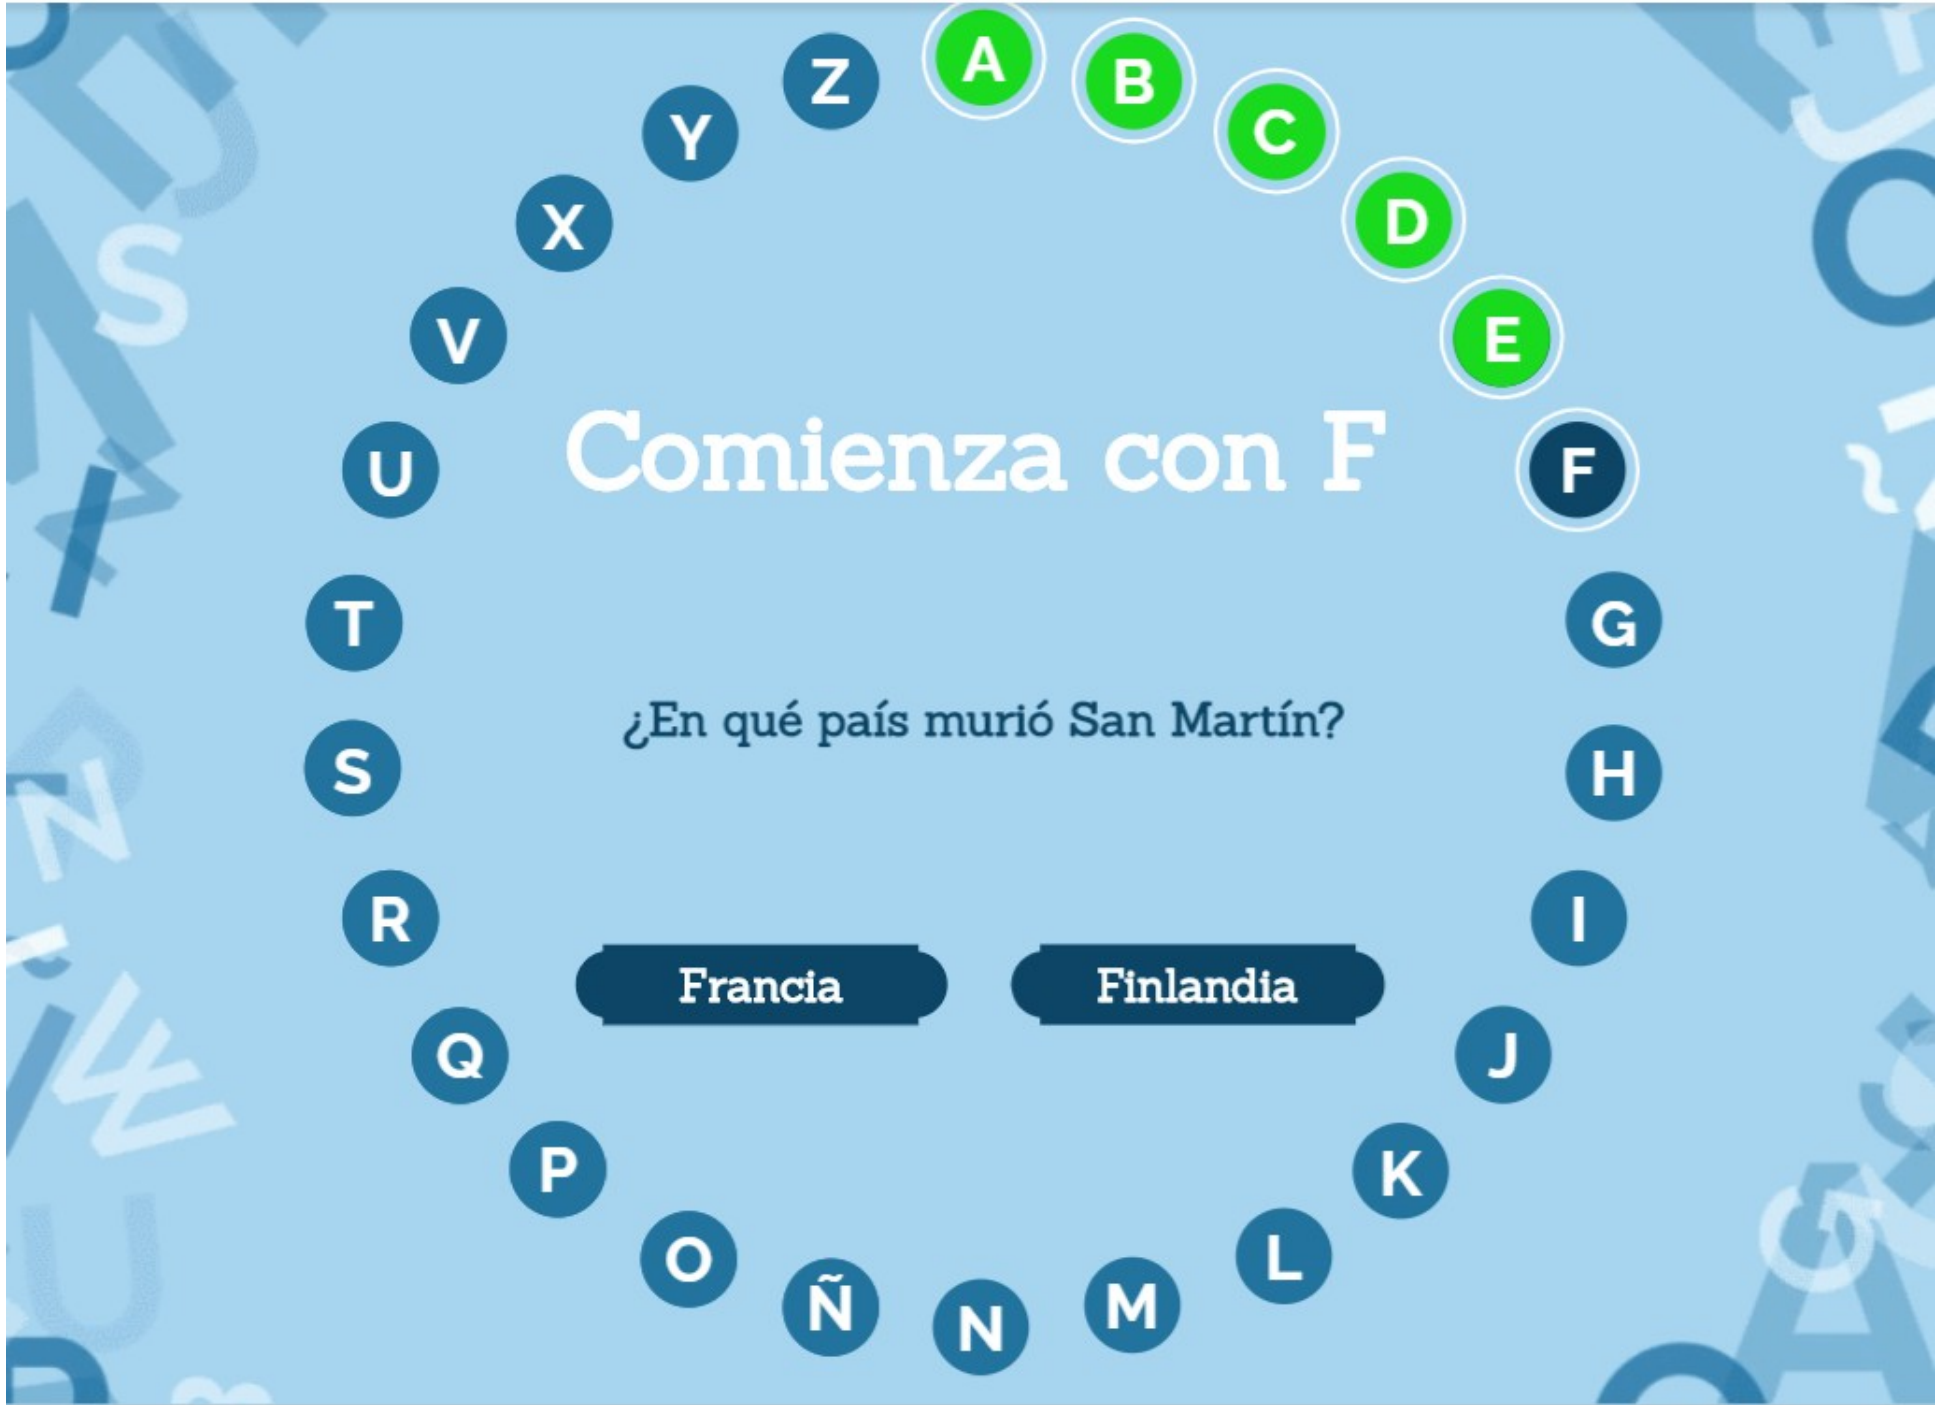 A
B
C
D
E
F
G
H
I
J
K
L
M
N
Ñ
O
P
Q
R
S
T
U
V
X
Y
Z
Comienza con F
¿En qué país murió San Martín?
Francia
Finlandia